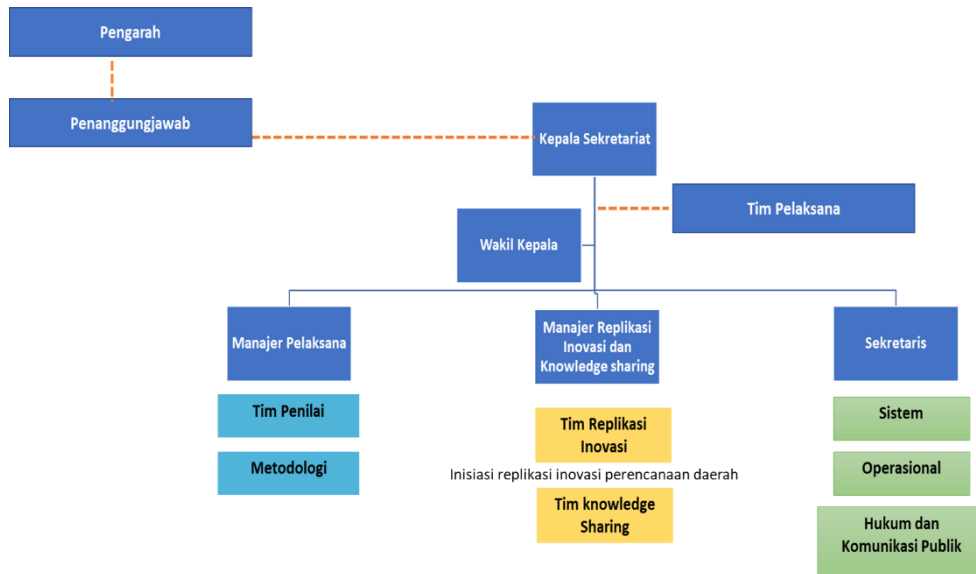 Pengarah
Penanggungjawab
Kepala Sekretariat
Tim Pelaksana
Wakil Kepala
Manajer Pelaksana
Manajer Replikasi
Inovasi dan
Knowledge sharing
Sekretaris
Tim Penilai
Metodologi
Tim Replikasi
Inovasi
Inisiasi replikasi inovasi perencanaan daerah
Tim knowledge
Sharing
Sistem
Operasional
Hukum dan
Komunikasi Publik